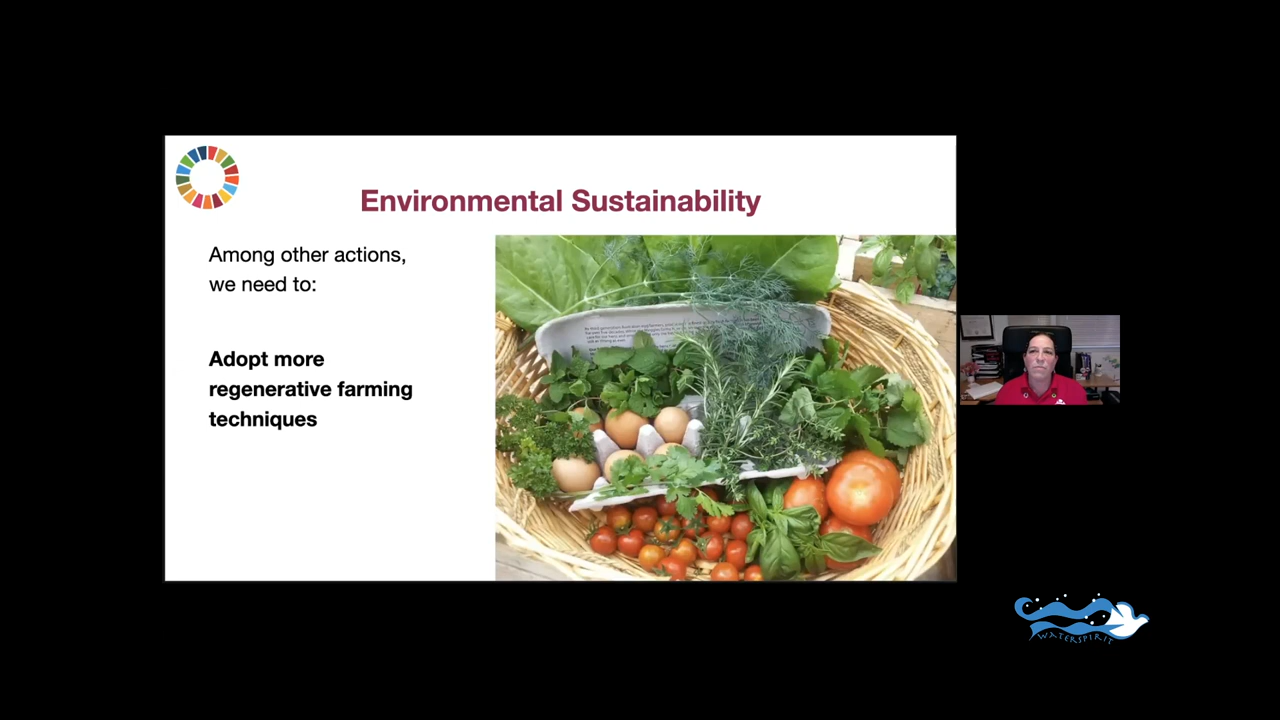 Environmental Sustainability
Among other actions,
we need to:
Adopt more
regenerative farming
techniques
WATERSPIRIT